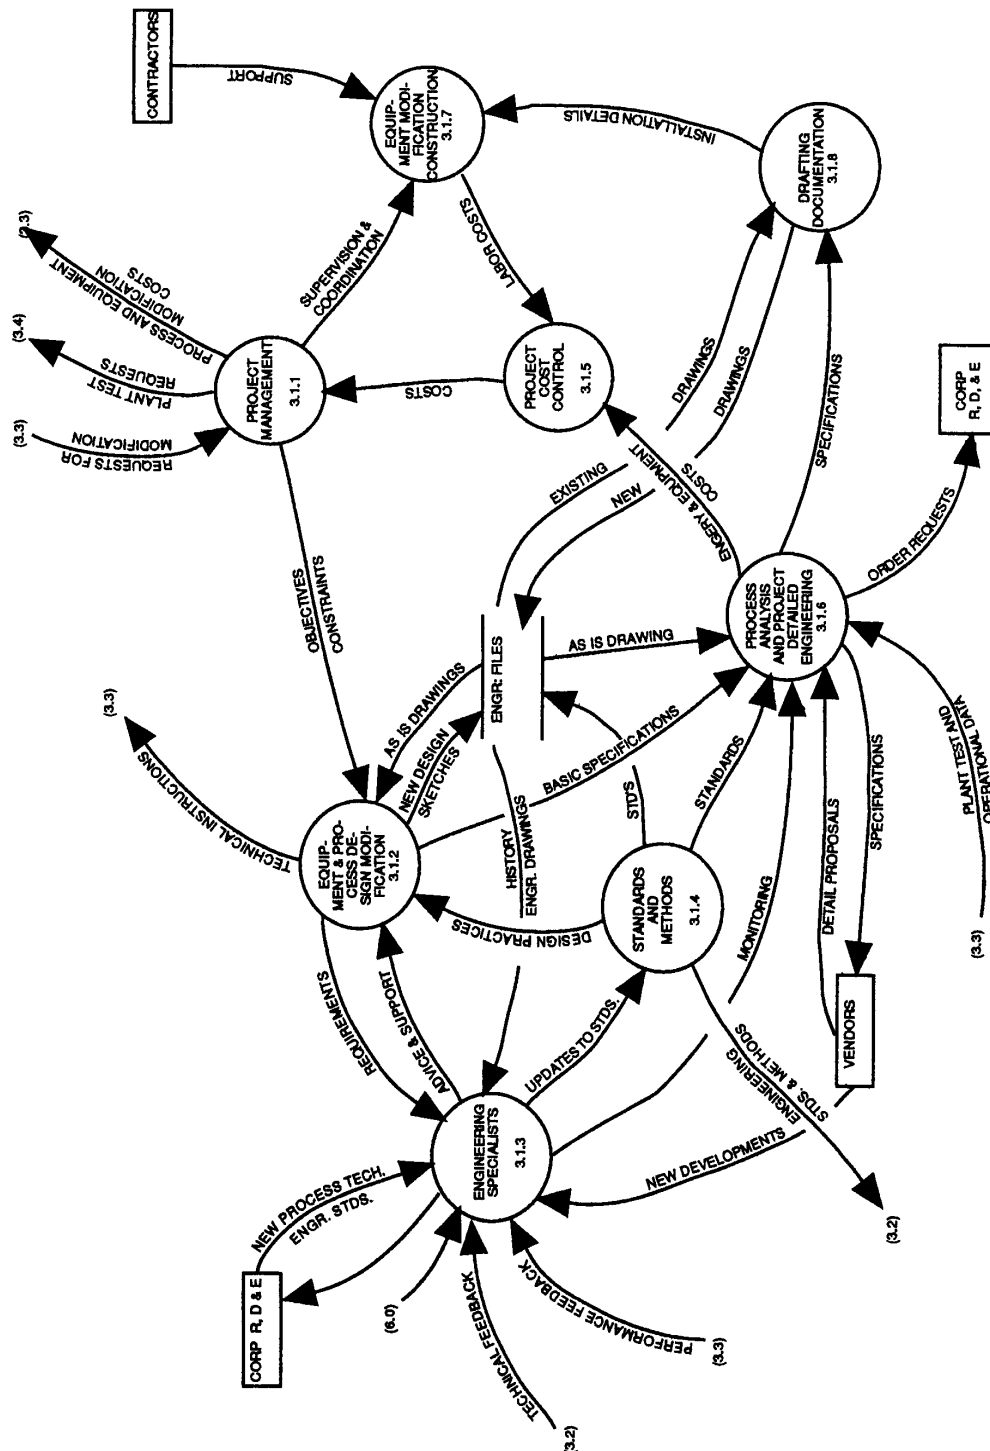 CORP R, D & E
NEW PROCESS TECH.
ENGR. STDS.
(6.0)
TECHNICAL FEEDBACK
(3.2)
PERFORMANCE FEEDBACK
(3.3)
ENGINEERING
SPECIALISTS
3.1.3
REQUIREMENTS
ADVICE & SUPPORT
UPDATES TO STDS.
NEW DEVELOPMENTS
MONITORING
TECHNICAL INSTRUCTIONS
(3.3)
EQUIP-
MENT & PRO-
CESS DE-
SIGN MODI-
FICATION
3.1.2
DESIGN PRACTICES
HISTORY
ENGR. DRAWINGS
NEW DESIGN
SKETCHES
AS IS DRAWINGS
BASIC SPECIFICATIONS
STANDARDS
AND
METHODS
3.1.4
STD'S
STANDARDS
ENGINEERING
STDS. & METHODS
(3.2)
VENDORS
DETAIL PROPOSALS
SPECIFICATIONS
ENGR: FILES
AS IS DRAWING
OBJECTIVES
CONSTRAINTS
REQUESTS FOR
MODIFICATION
(3.3)
PLANT TEST
REQUESTS
(3.4)
PROCESS AND EQUIPMENT
MODIFICATION
COSTS
(3.3)
PROJECT
MANAGEMENT
3.1.1
SUPERVISION &
COORDINATION
COSTS
PROJECT
COST
CONTROL
3.1.5
LABOR COSTS
CONTRACTORS
SUPPORT
EQUIP-
MENT MODI-
FICATION
CONSTRUCTION
3.1.7
INSTALLATION DETAILS
DRAFTING
DOCUMENTATION
3.1.8
EXISTING
DRAWINGS
NEW
DRAWINGS
ENGERY & EQUIPMENT
COSTS
SPECIFICATIONS
PROCESS
ANALYSIS
AND PROJECT
DETAILED
ENGINEERING
3.1.6
ORDER REQUESTS
CORP
R, D, & E
PLANT TEST AND
OPERATIONAL DATA
(3.3)